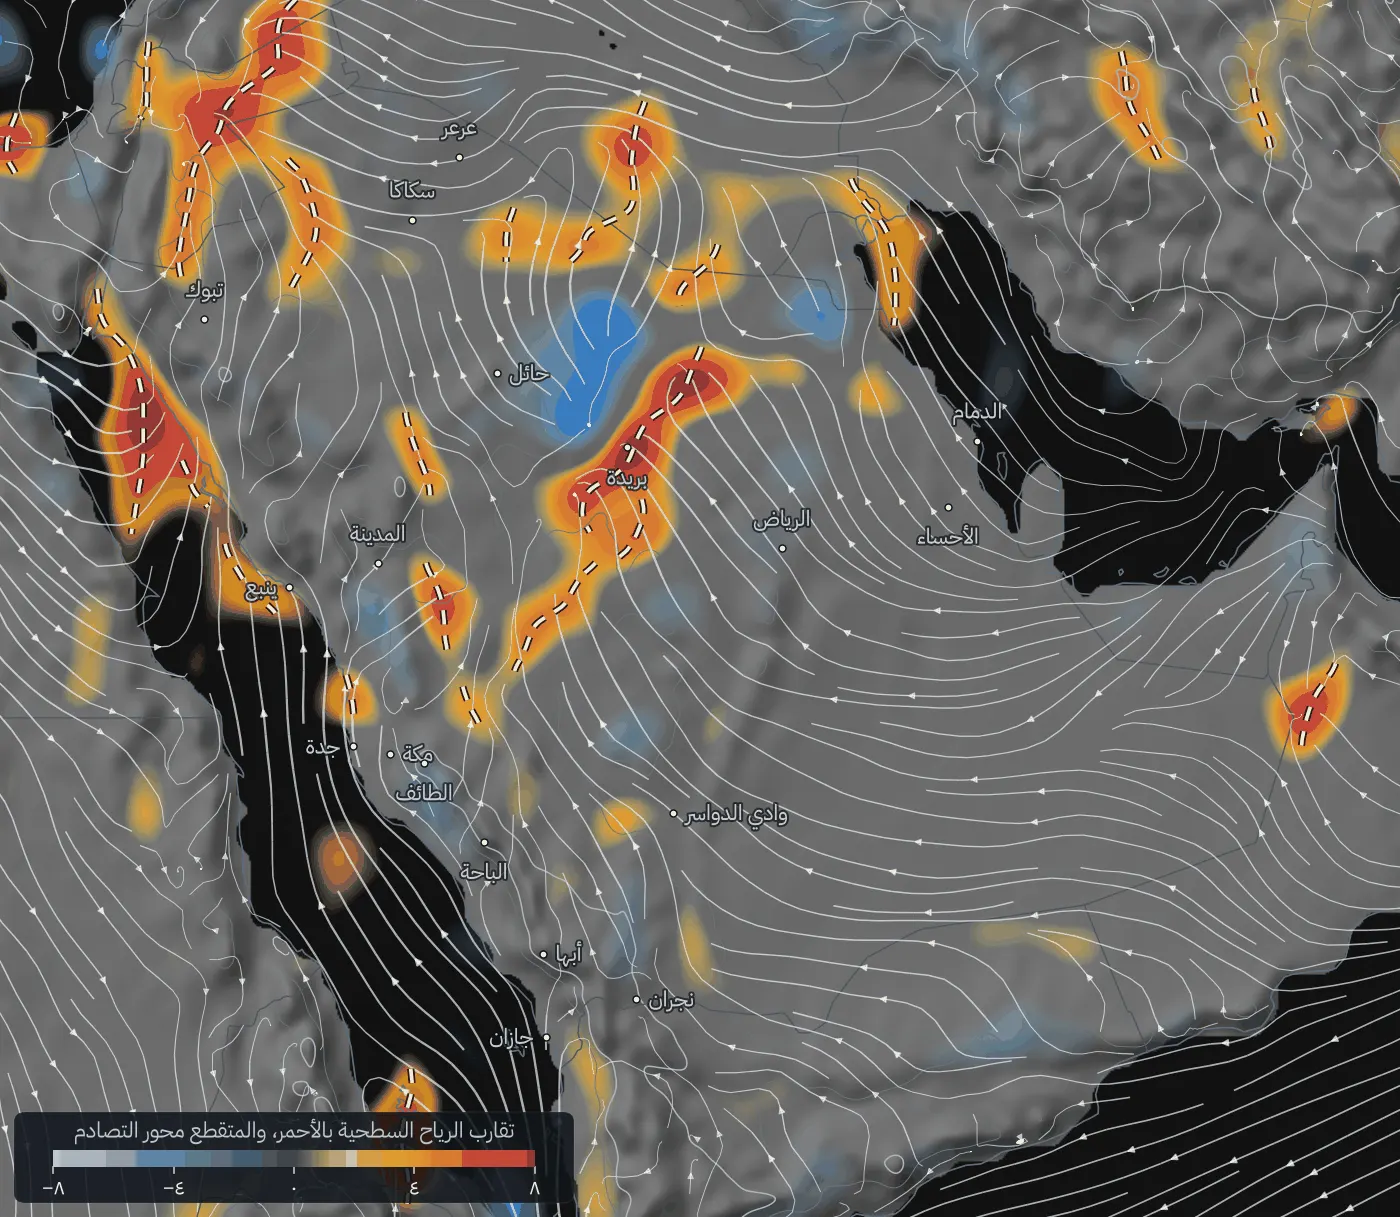 عرعر
سكاكا
تبوك
حائل
الدمام
بريدة
الرياض
المدينة
الأحساء
ينبع
جدة
مكة
الطائف
وادي الدواسر
الباحة
أبها
نجران
جازان
تقارب الرياح السطحية بالأحمر، والمتقطع محور التصادم
−٨ −٤ ٠ ٤ ٨